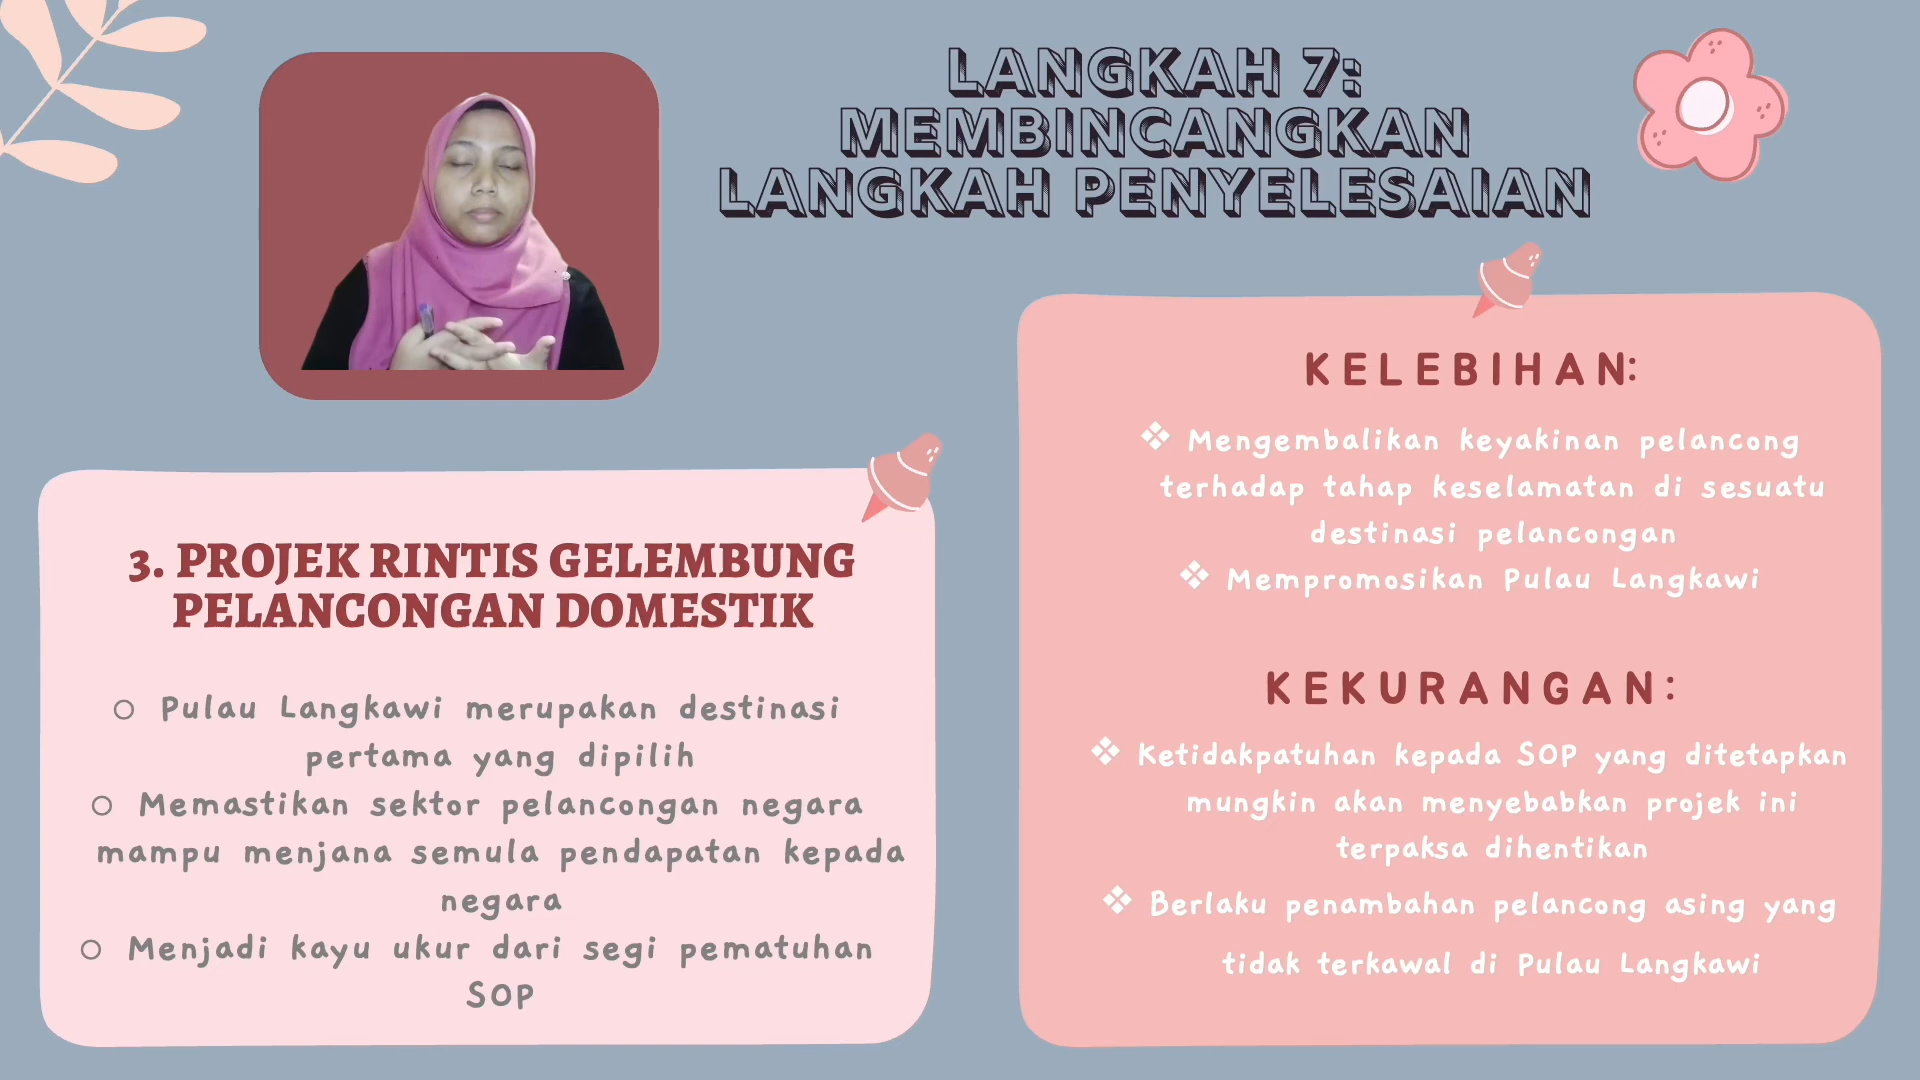 LANGKAH 7:
MEMBINCANGKAN
LANGKAH PENYELESAIAN
3. PROJEK RINTIS GELEMBUNG
PELANCONGAN DOMESTIK
Pulau Langkawi merupakan destinasi
pertama yang dipilih
Memastikan sektor pelancongan negara
mampu menjana semula pendapatan kepada
negara
Menjadi kayu ukur dari segi pematuhan
SOP
KELEBIHAN:
❖ Mengembalikan keyakinan pelancong
terhadap tahap keselamatan di sesuatu
destinasi pelancongan
❖ Mempromosikan Pulau Langkawi
KEKURANGAN:
❖ Ketidakpatuhan kepada SOP yang ditetapkan
mungkin akan menyebabkan projek ini
terpaksa dihentikan
❖ Berlaku penambahan pelancong asing yang
tidak terkawal di Pulau Langkawi